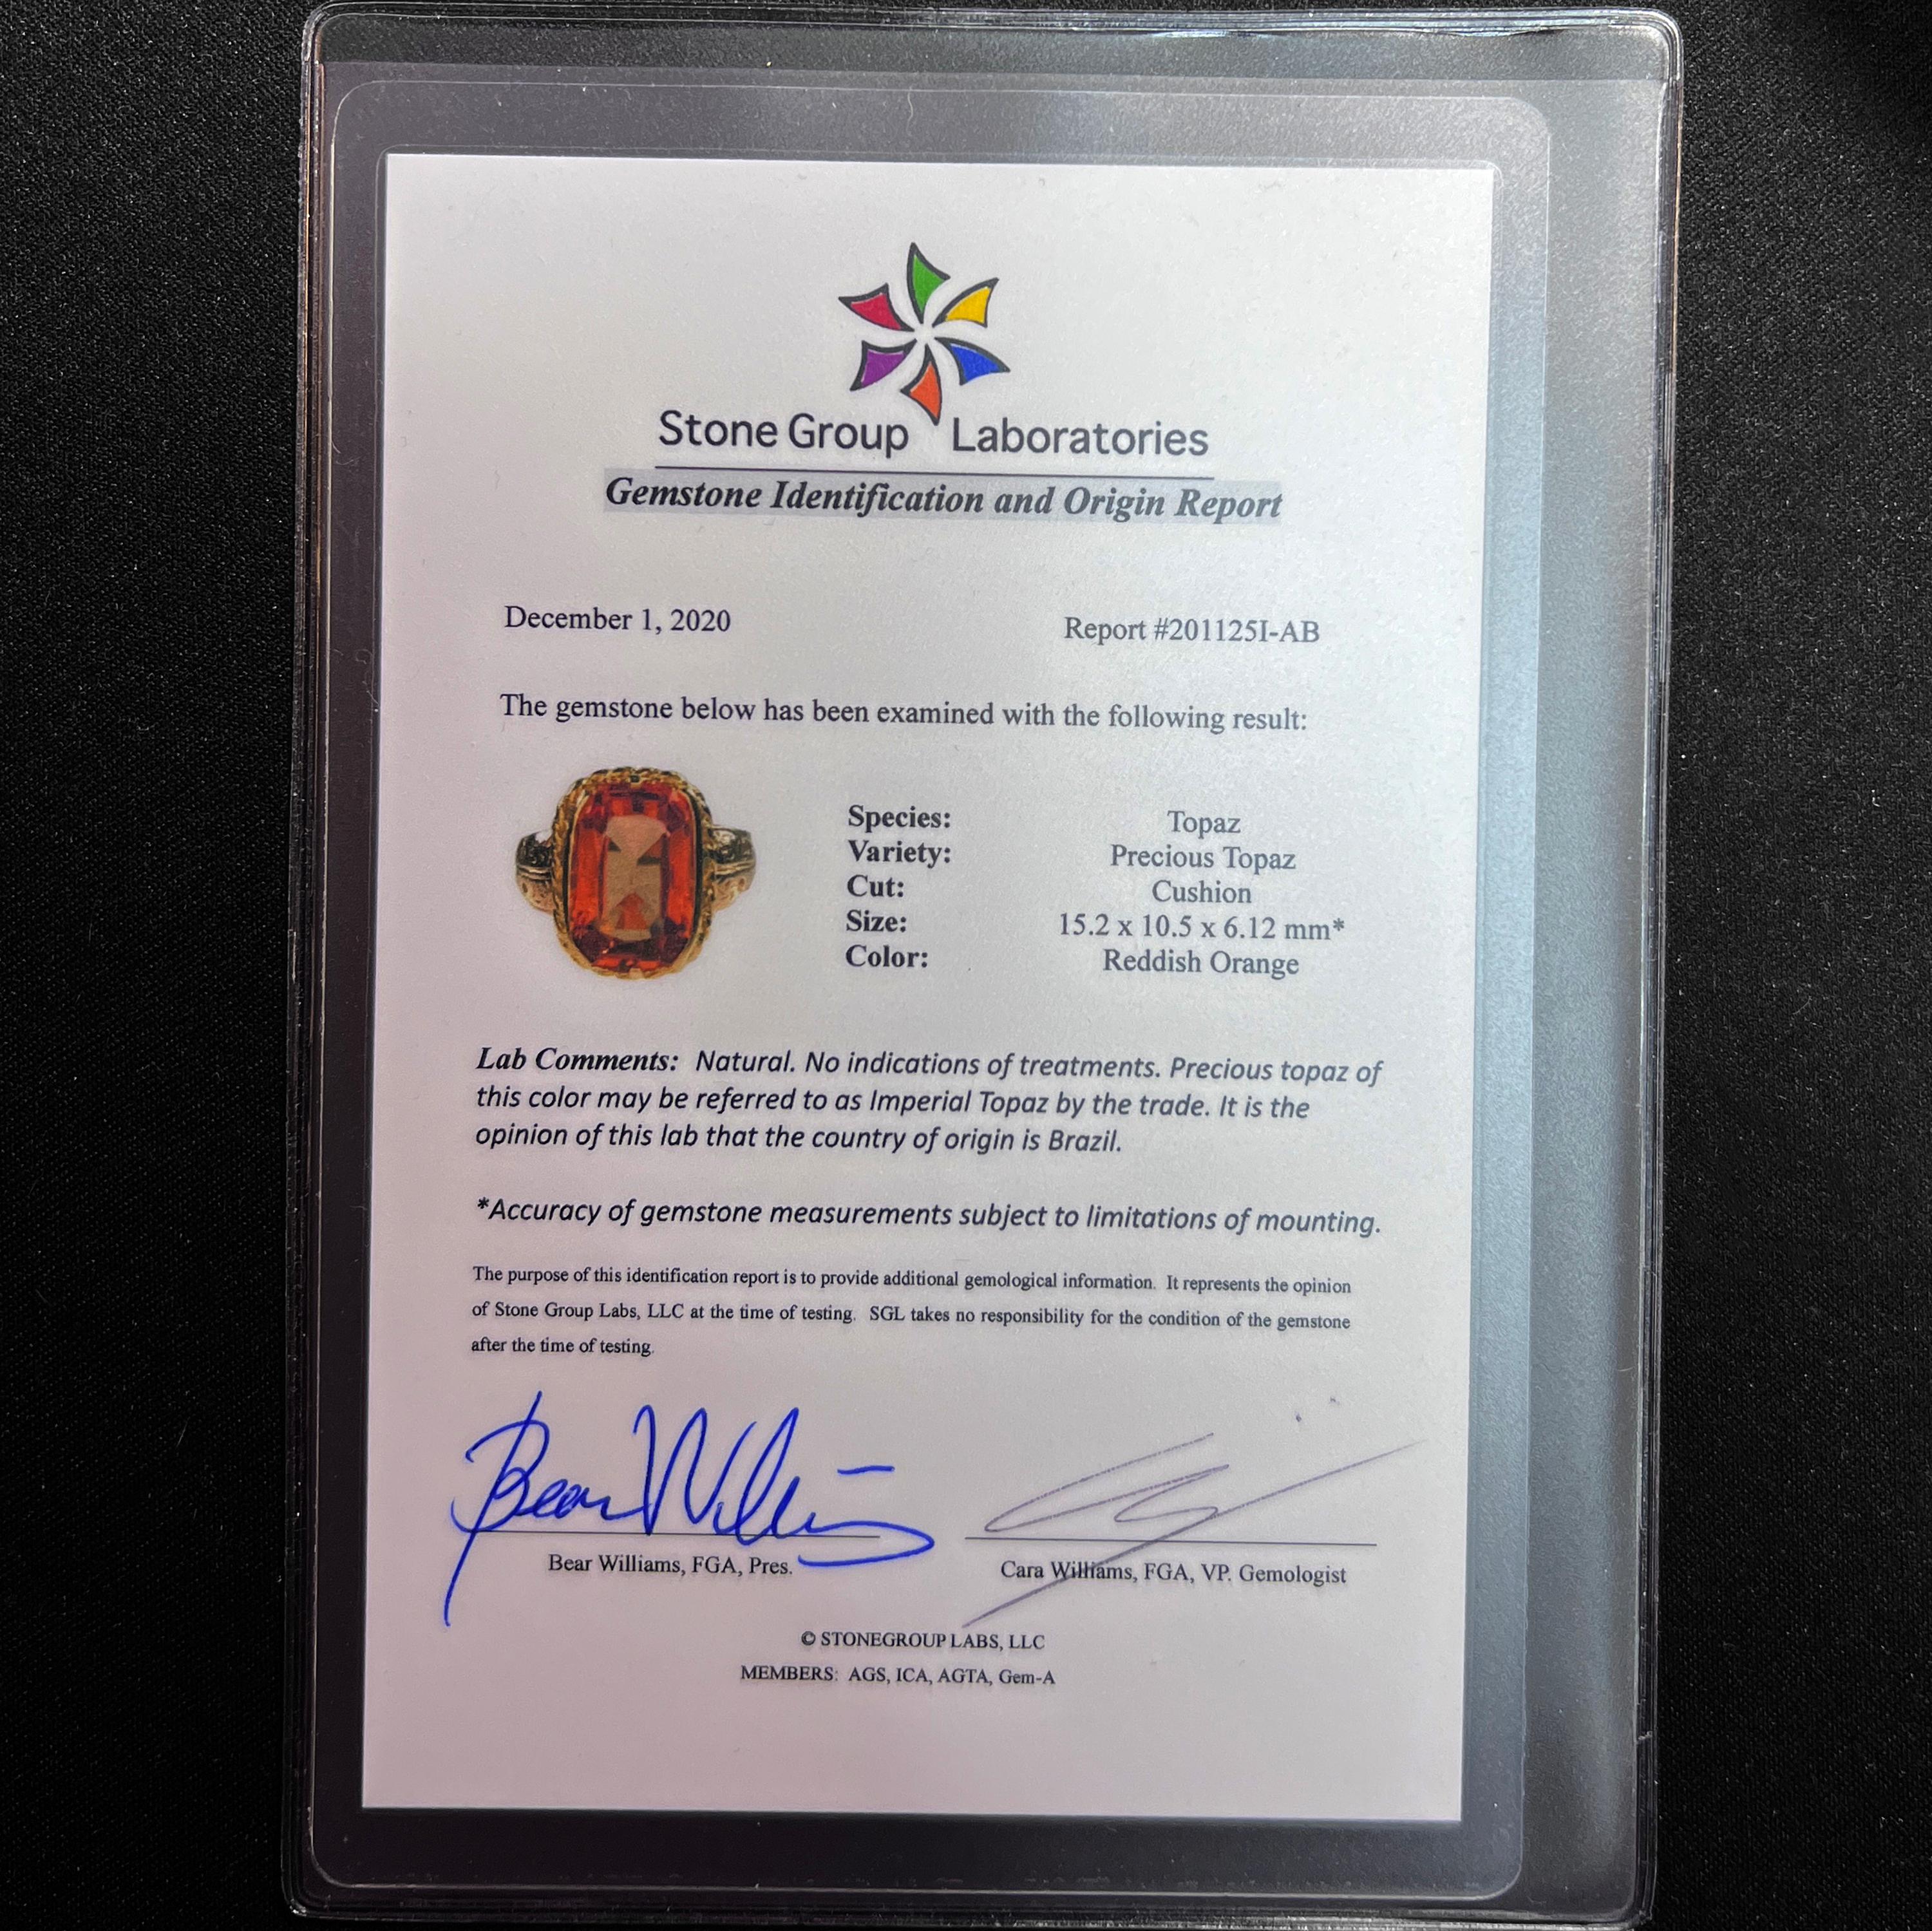 Stone Group Laboratories
Gemstone Identification and Origin Report
December 1, 2020 Report #201125I-AB
The gemstone below has been examined with the following result:
Species: Topaz
Variety: Precious Topaz
Cut: Cushion
Size: 15.2 x 10.5 x 6.12 mm*
Color: Reddish Orange
Lab Comments: Natural. No indications of treatments. Precious topaz of
this color may be referred to as Imperial Topaz by the trade. It is the
opinion of this lab that the country of origin is Brazil.
*Accuracy of gemstone measurements subject to limitations of mounting.
The purpose of this identification report is to provide additional gemological information. It represents the opinion
of Stone Group Labs, LLC at the time of testing. SGL takes no responsibility for the condition of the gemstone
after the time of testing.
Bear Williams
Bear Williams, FGA, Pres. Cara Williams, FGA, VP. Gemologist
© STONEGROUP LABS, LLC
MEMBERS: AGS, ICA, AGTA, Gem-A